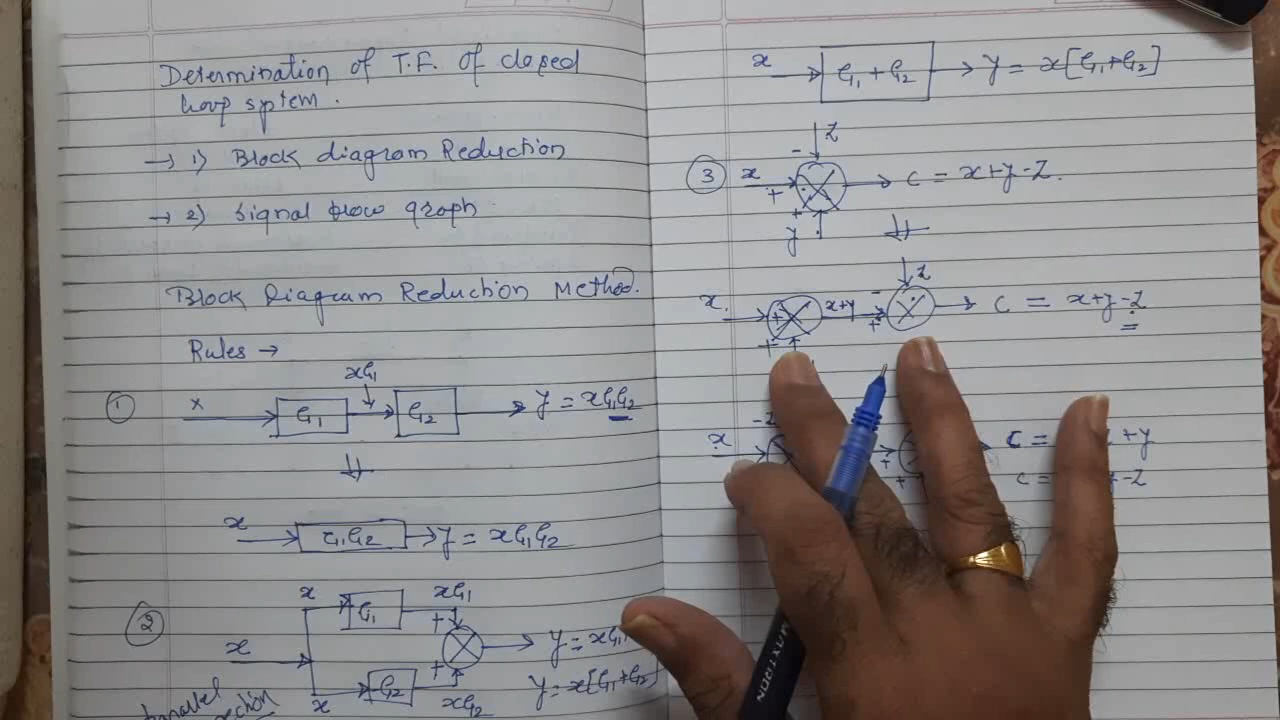 Determination of T.F. of closed
loop system.
→ 1) Block diagram Reduction
→ 2) Signal flow graph
Block Diagram Reduction Method.
Rules →
xG1
① x G1 G2 y = xG1G2
x G1G2 y = xG1G2
② x G1 xG1 +
x y = xG1
x G2 xG2 + y = x[G1+G2]
parallel
x G1 + G2 y = x[G1+G2]
- z
③ x + C = x+y-z.
y +
z
x + x+y - + C = x+y-z
+
-z
x + C = x + y
+ C = y-z
MAXTRON